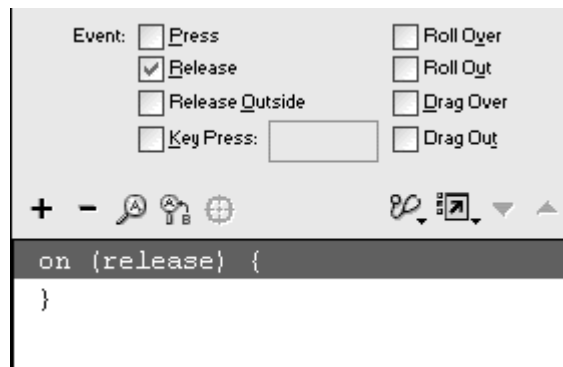 Event: Press Roll Over
Release Roll Out
Release Outside Drag Over
Key Press: Drag Out
on (release) {
}